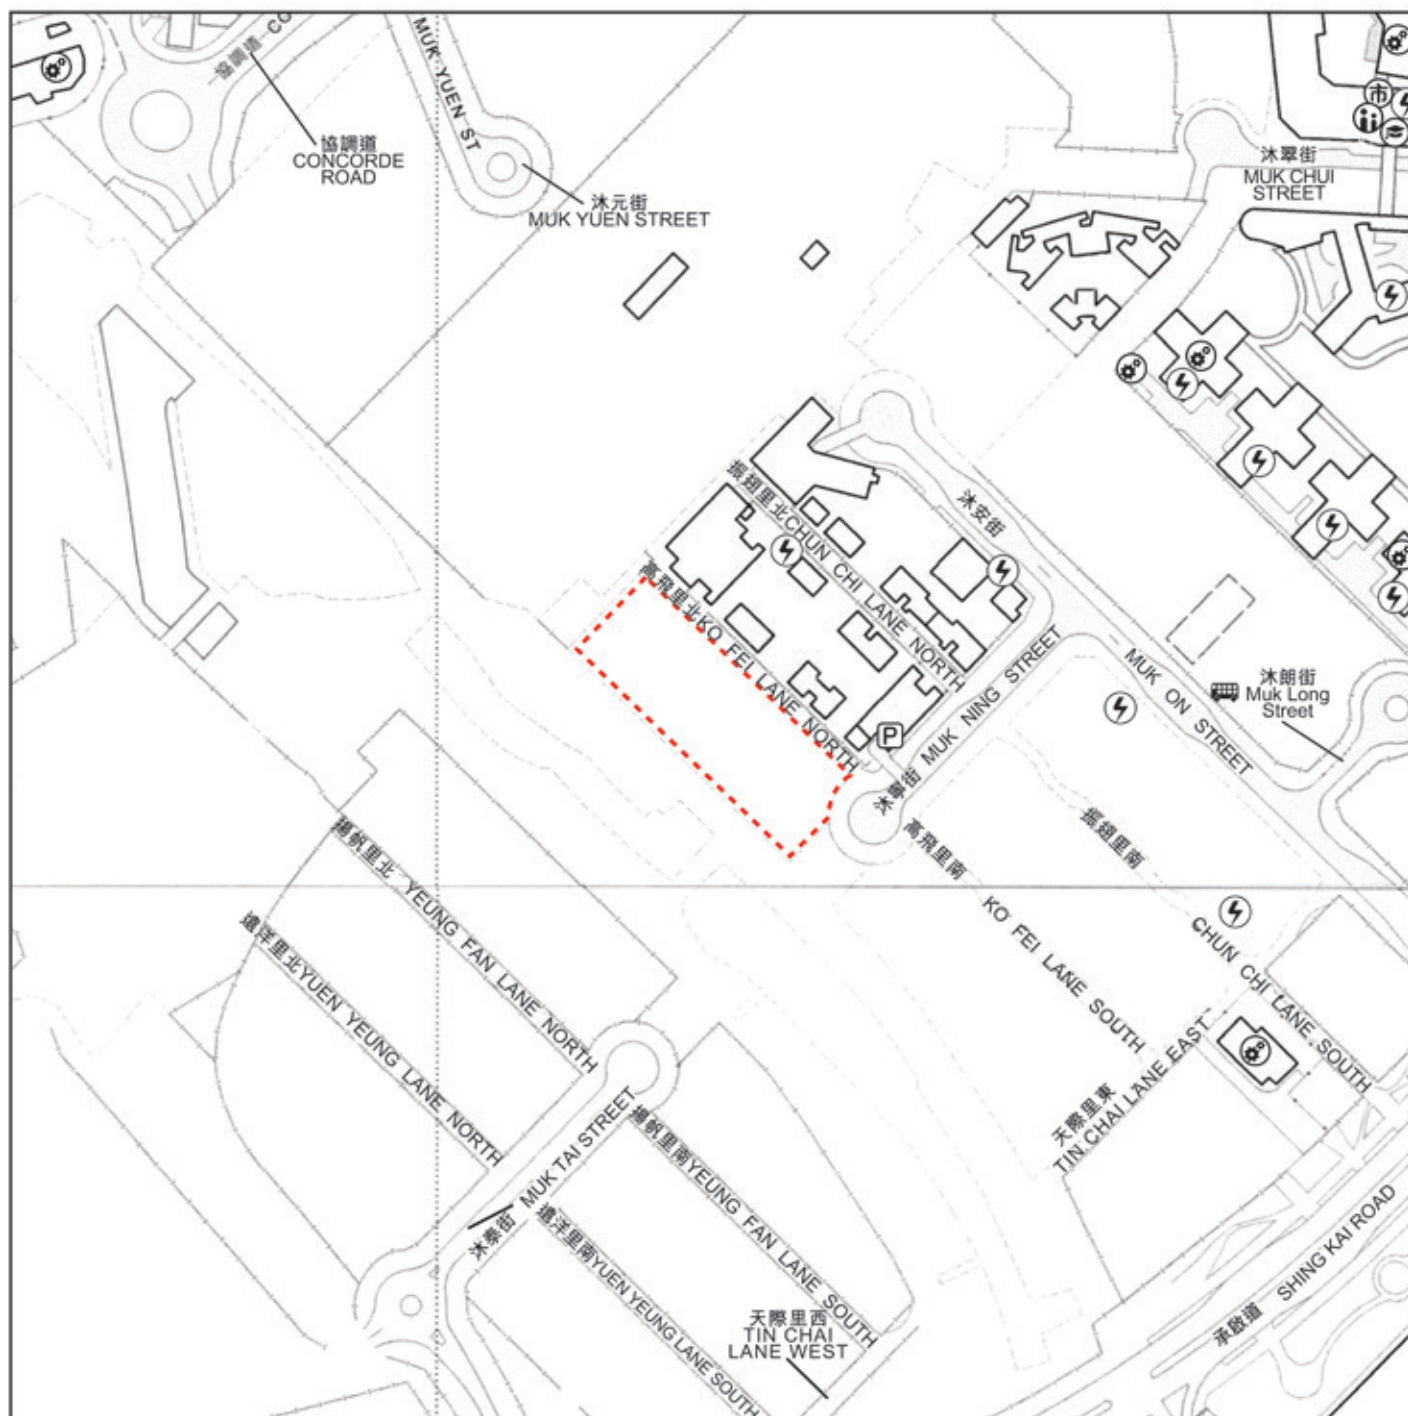 協調道 CO
協調道
CONCORDE
ROAD
MUK YUEN ST
沐元街
MUK YUEN STREET
市
沐翠街
MUK CHUI
STREET
沐安街
MUK ON STREET
振翅里北 CHUN CHI LANE NORTH
高飛里北 KO FEI LANE NORTH
P
沐寧街 MUK NING STREET
沐朗街
Muk Long
Street
高飛里南 KO FEI LANE SOUTH
振翅里南 CHUN CHI LANE SOUTH
揚帆里北 YEUNG FAN LANE NORTH
遠洋里北 YUEN YEUNG LANE NORTH
天際里東
TIN CHAI LANE EAST
MUK TAI STREET
揚帆里南 YEUNG FAN LANE SOUTH
遠洋里南 YUEN YEUNG LANE SOUTH
天際里西
TIN CHAI
LANE WEST
承啟道 SHING KAI ROAD